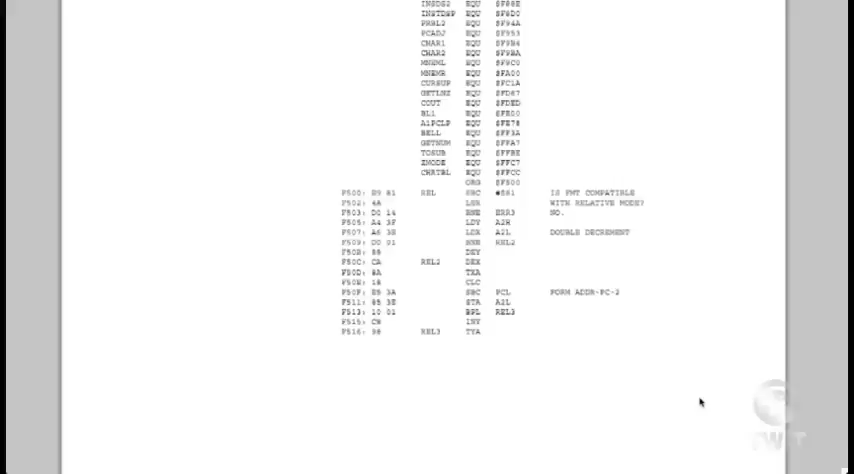 INSDS2 EQU $F88E
INSTDSP EQU $F8D0
PRBL2 EQU $F94A
PCADJ EQU $F953
CHAR1 EQU $F9B4
CHAR2 EQU $F9BA
MNEML EQU $F9C0
MNEMR EQU $FA00
CURSUP EQU $FC1A
GETLNZ EQU $FD67
COUT EQU $FDED
BL1 EQU $FE00
A1PCLP EQU $FE78
BELL EQU $FF3A
GETNUM EQU $FFA7
TOSUB EQU $FFBE
ZMODE EQU $FFC7
CHRTBL EQU $FFCC
ORG $F500
F500: E9 81 REL SBC #$81 IS FMT COMPATIBLE
F502: 4A LSR WITH RELATIVE MODE?
F503: D0 14 BNE ERR3 NO.
F505: A4 3F LDY A2H
F507: A6 3E LDX A2L DOUBLE DECREMENT
F509: D0 01 BNE REL2
F50B: 88 DEY
F50C: CA REL2 DEX
F50D: 8A TXA
F50E: 18 CLC
F50F: E5 3A SBC PCL FORM ADDR-PC-2
F511: 85 3E STA A2L
F513: 10 01 BPL REL3
F515: C8 INY
F516: 98 REL3 TYA
TWiT